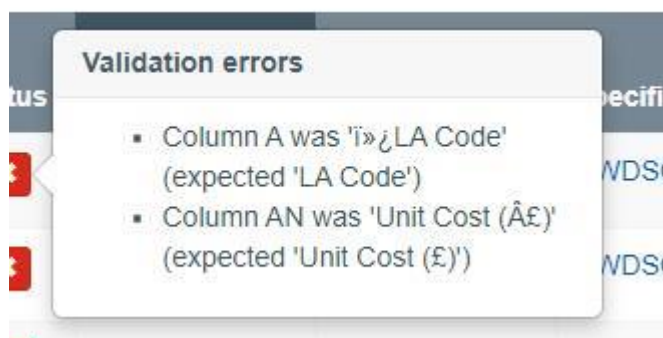 Validation errors
tus
pecifi
▪ Column A was 'ï»¿LA Code'
(expected 'LA Code')
WDS
▪ Column AN was 'Unit Cost (Â£)'
(expected 'Unit Cost (£)')
WDS